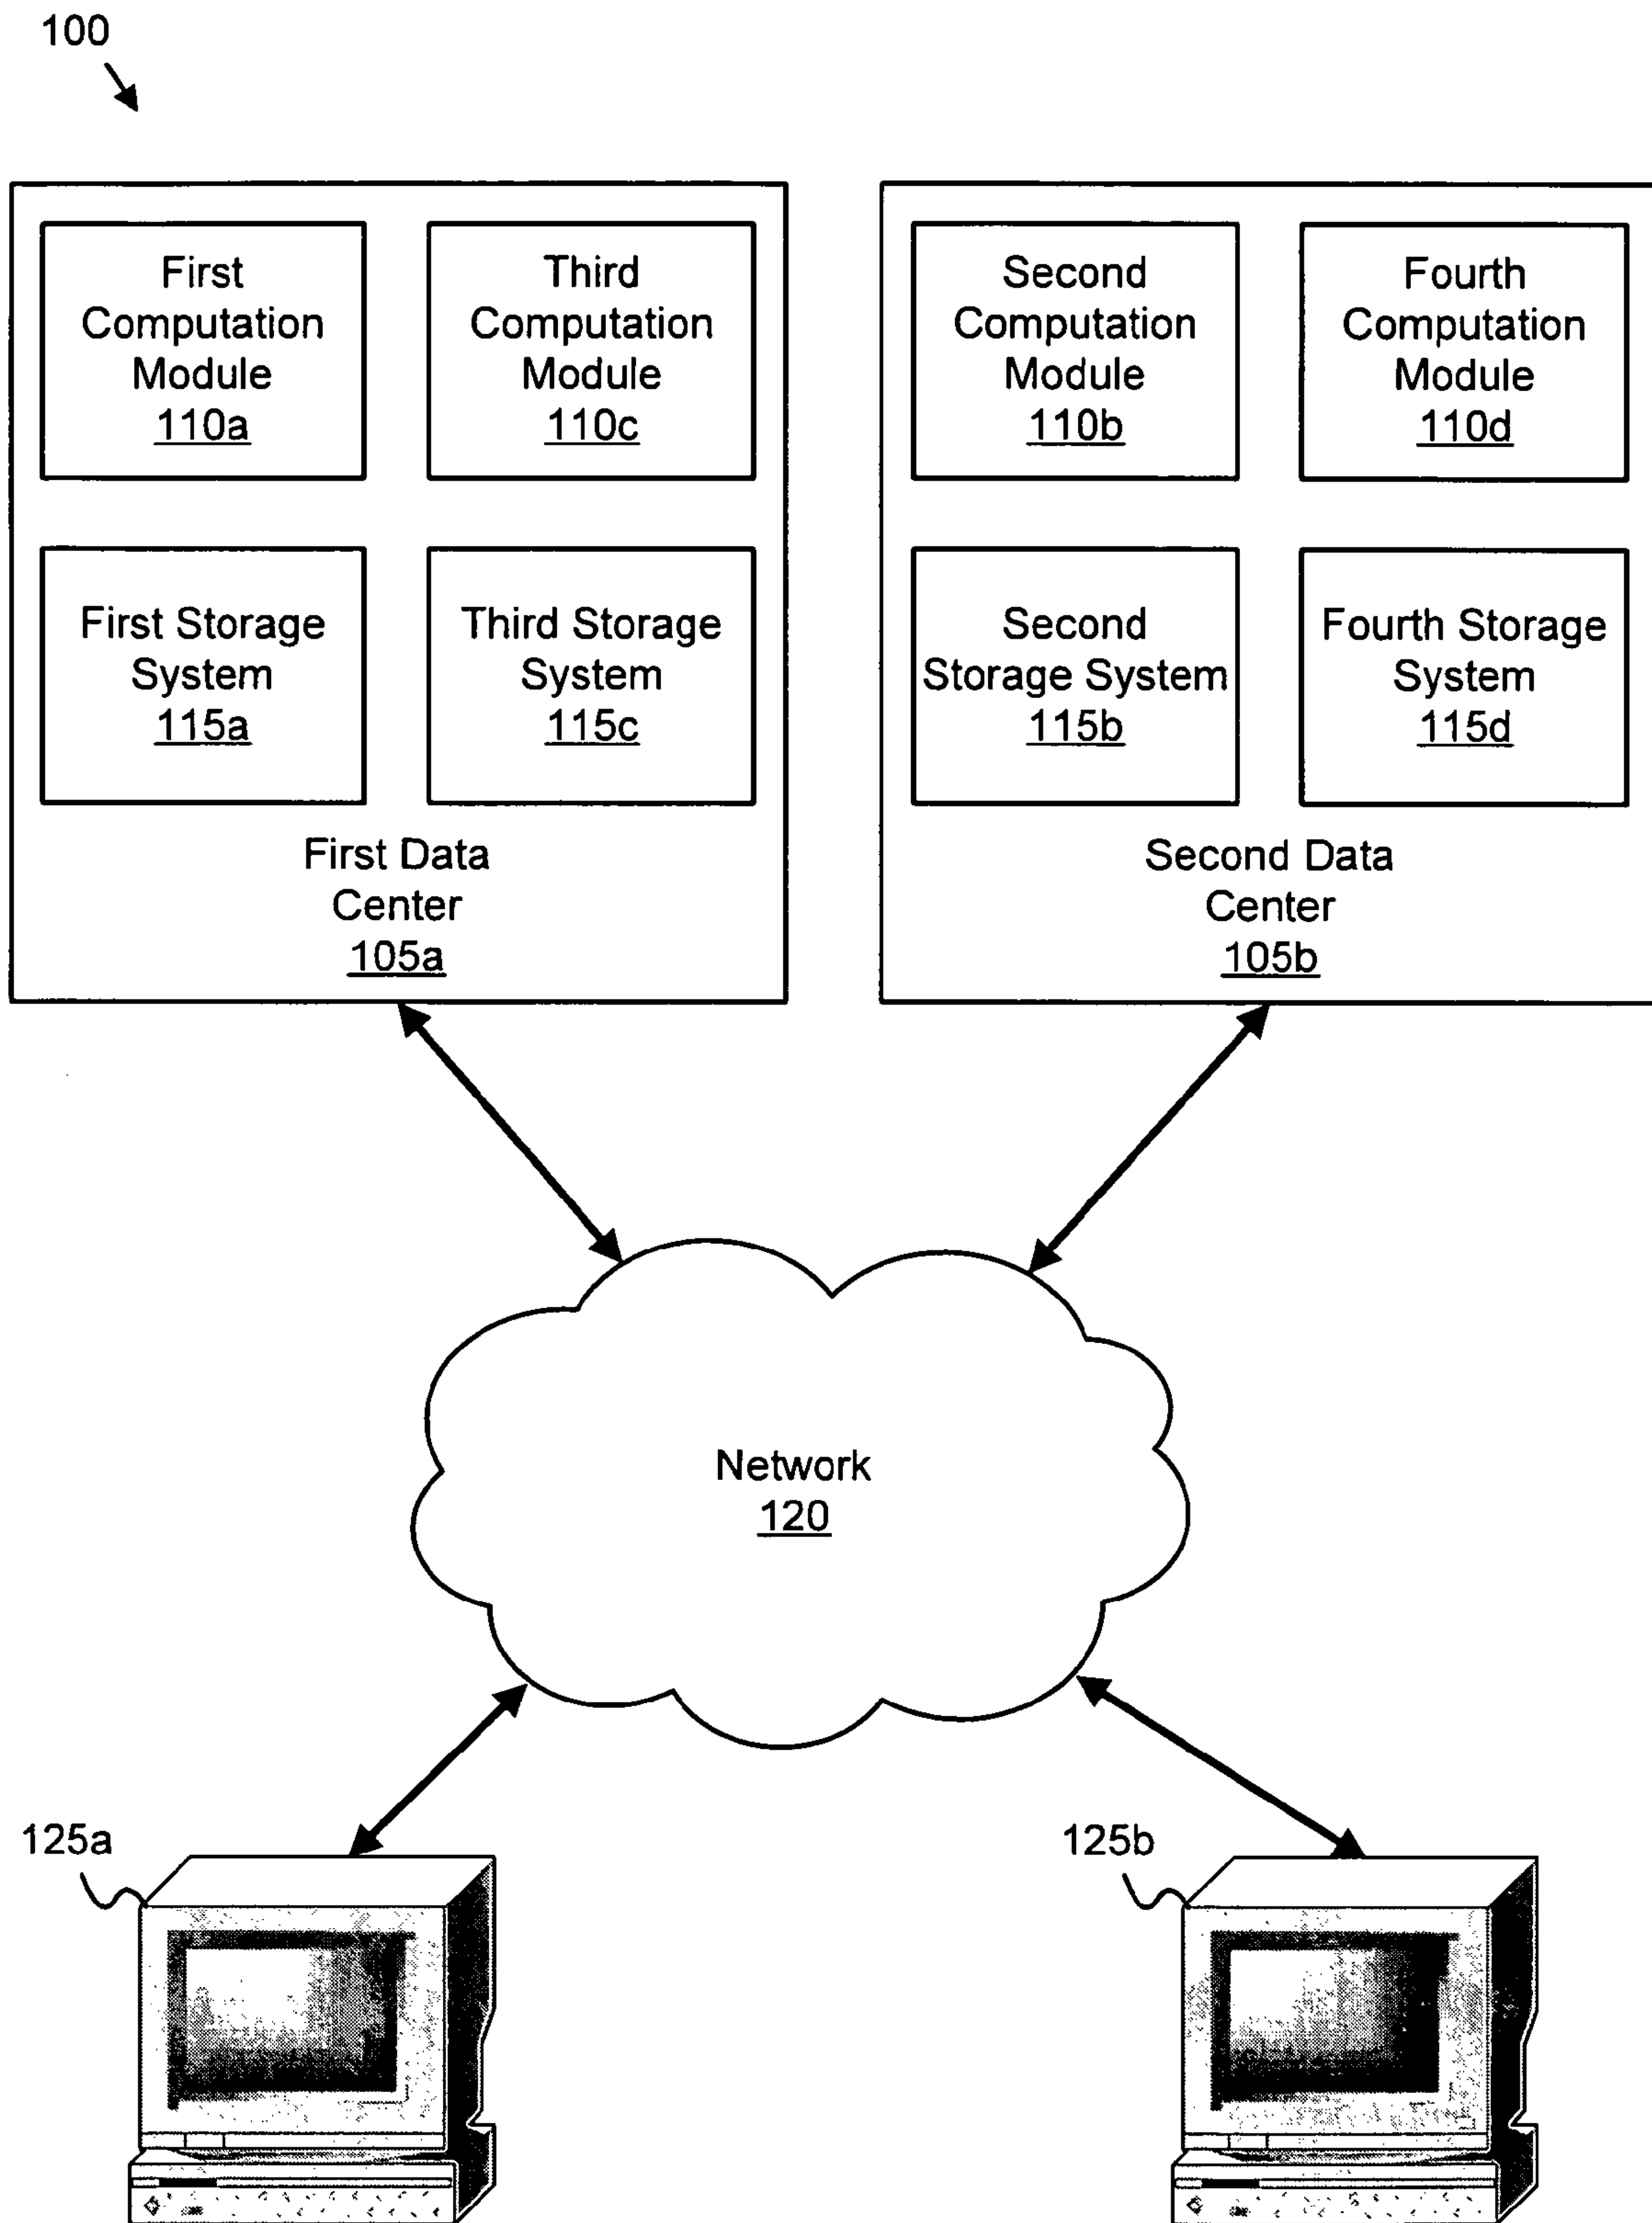 100
First
Computation
Module
110a
Third
Computation
Module
110c
First Storage
System
115a
Third Storage
System
115c
First Data
Center
105a
Second
Computation
Module
110b
Fourth
Computation
Module
110d
Second
Storage System
115b
Fourth Storage
System
115d
Second Data
Center
105b
Network
120
125a
125b